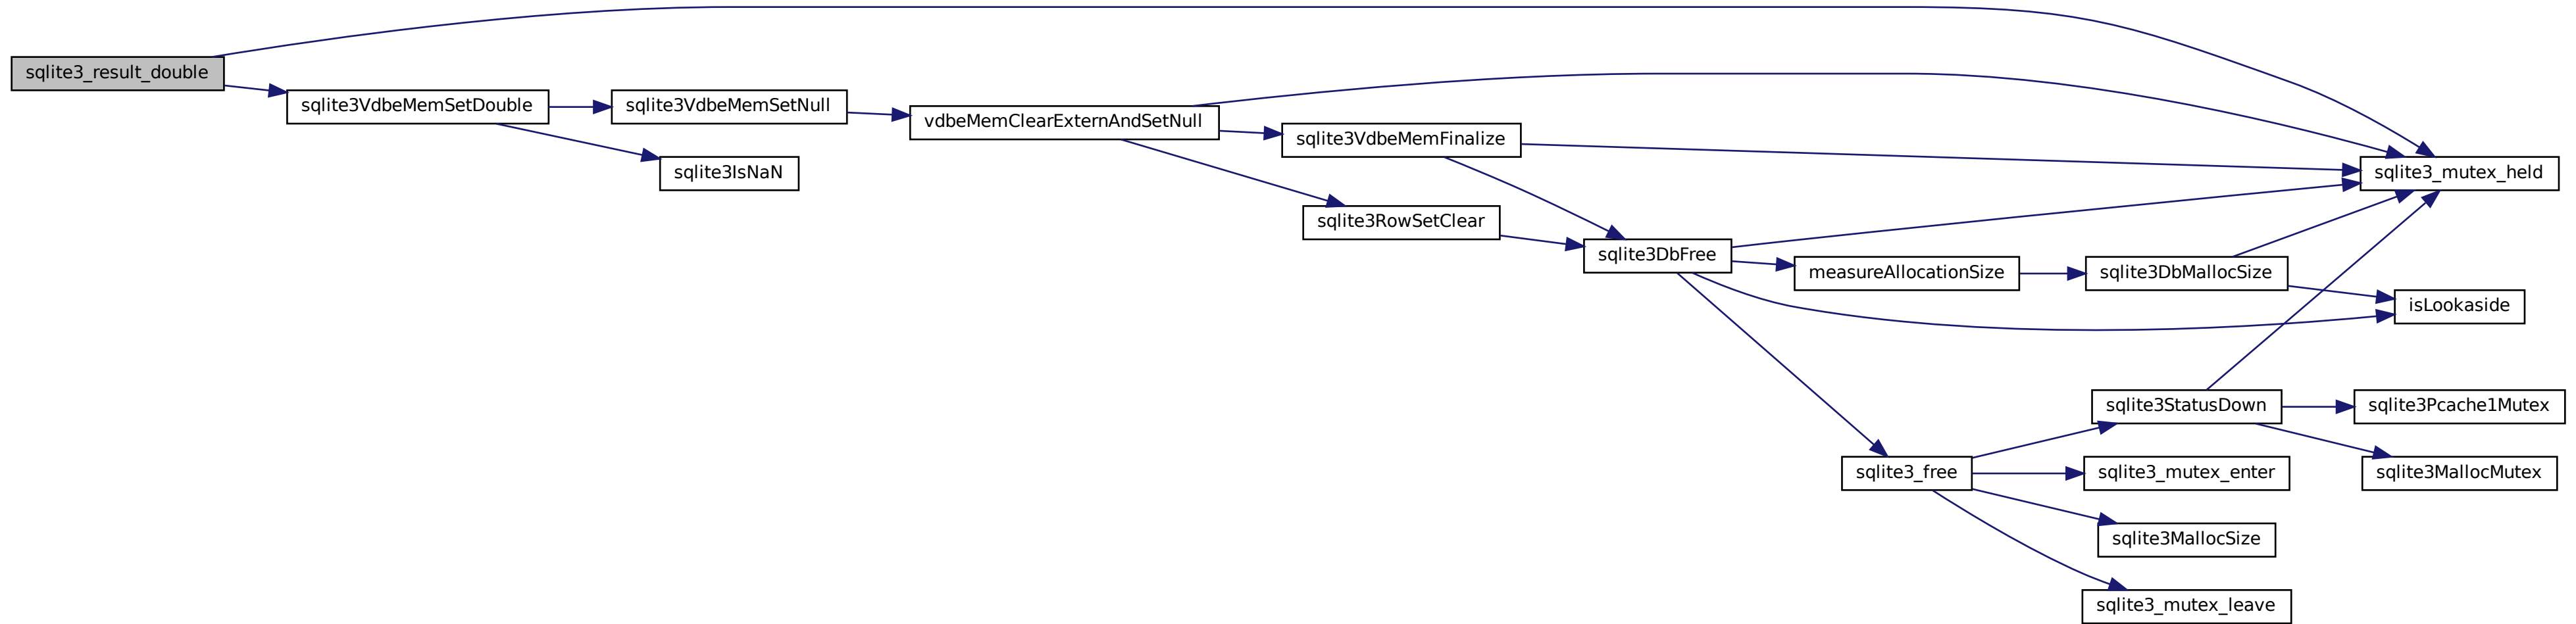 sqlite3_result_double
sqlite3VdbeMemSetDouble
sqlite3VdbeMemSetNull
sqlite3IsNaN
vdbeMemClearExternAndSetNull
sqlite3VdbeMemFinalize
sqlite3RowSetClear
sqlite3_mutex_held
sqlite3DbFree
measureAllocationSize
sqlite3DbMallocSize
isLookaside
sqlite3_free
sqlite3StatusDown
sqlite3Pcache1Mutex
sqlite3MallocMutex
sqlite3_mutex_enter
sqlite3MallocSize
sqlite3_mutex_leave